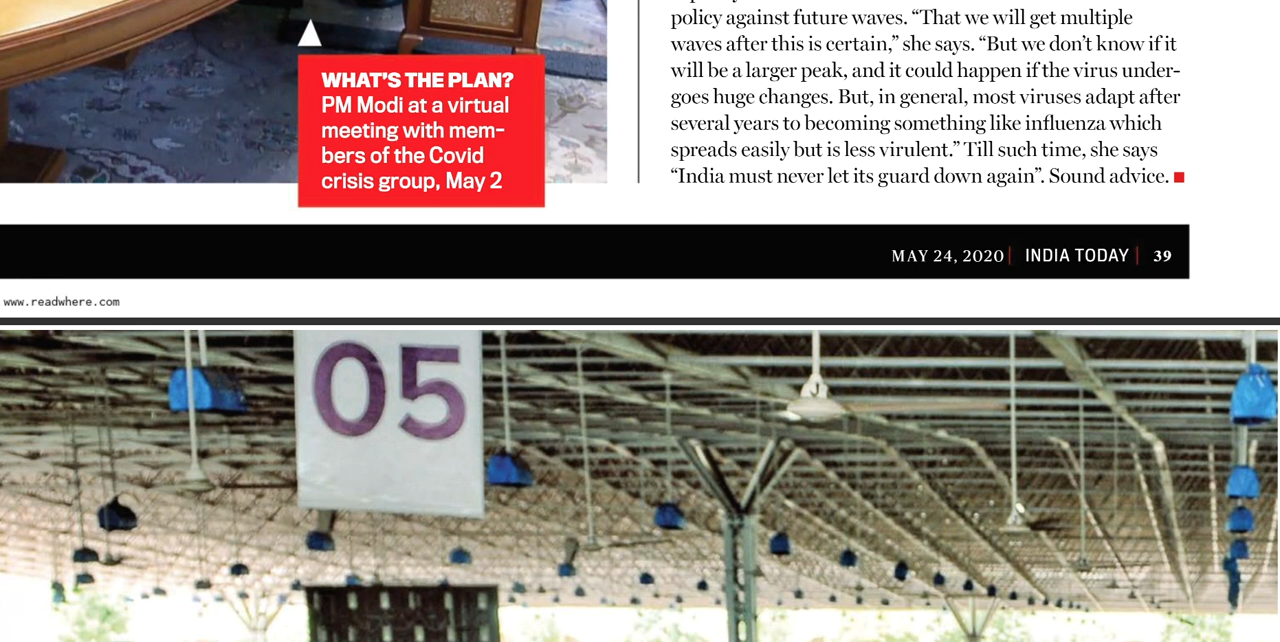 WHAT'S THE PLAN?
PM Modi at a virtual
meeting with mem-
bers of the Covid
crisis group, May 2
policy against future waves. “That we will get multiple
waves after this is certain,” she says. “But we don’t know if it
will be a larger peak, and it could happen if the virus under-
goes huge changes. But, in general, most viruses adapt after
several years to becoming something like influenza which
spreads easily but is less virulent.” Till such time, she says
“India must never let its guard down again”. Sound advice.
MAY 24, 2020 | INDIA TODAY | 39
www.readwhere.com
05